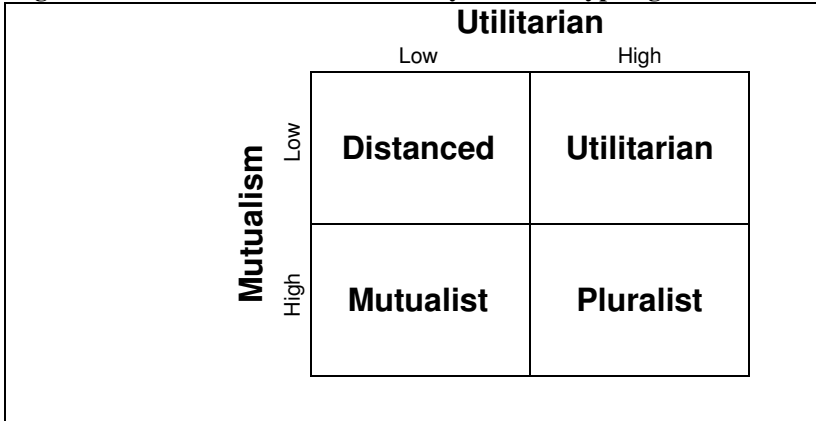 Utilitarian
Low High
Low Distanced Utilitarian
Mutualism
High Mutualist Pluralist